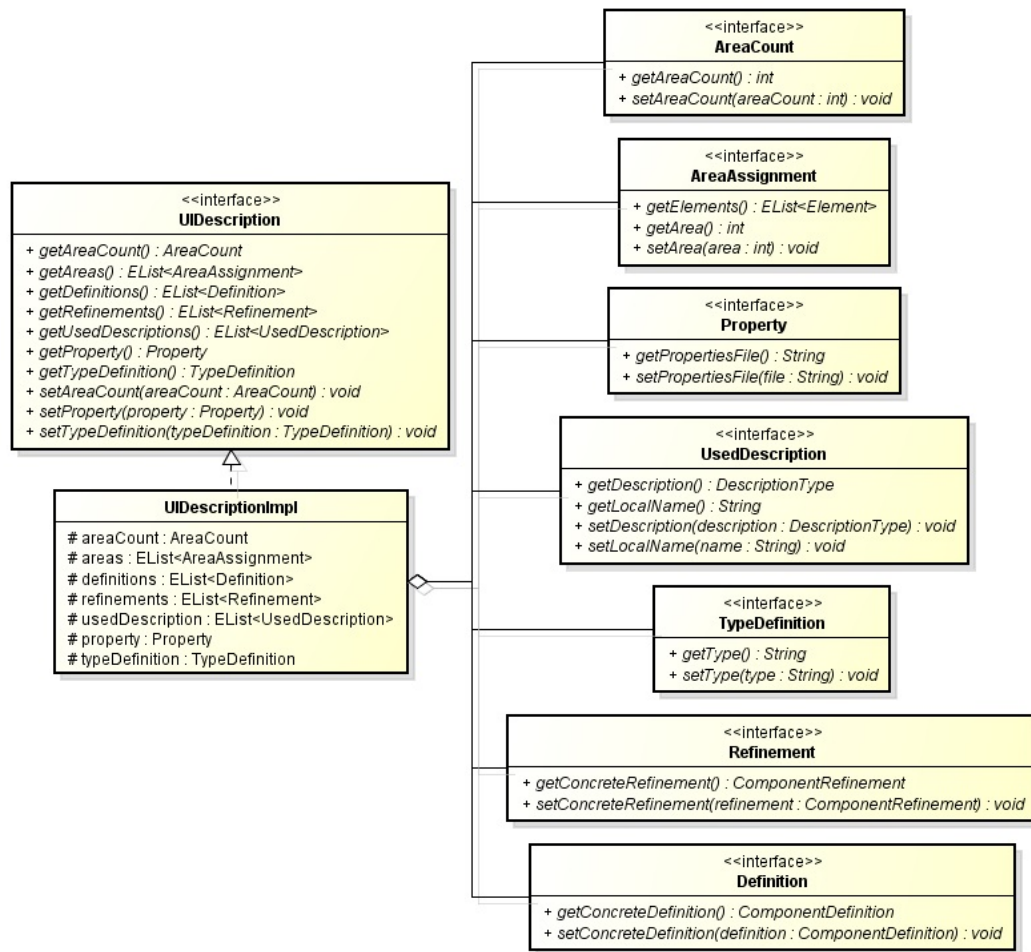 <<interface>>
AreaCount
+ getAreaCount() : int
+ setAreaCount(areaCount : int) : void
<<interface>>
AreaAssignment
+ getElements() : EList<Element>
+ getArea() : int
+ setArea(area : int) : void
<<interface>>
UIDescription
+ getAreaCount() : AreaCount
+ getAreas() : EList<AreaAssignment>
+ getDefinitions() : EList<Definition>
+ getRefinements() : EList<Refinement>
+ getUsedDescriptions() : EList<UsedDescription>
+ getProperty() : Property
+ getTypeDefinition() : TypeDefinition
+ setAreaCount(areaCount : AreaCount) : void
+ setProperty(property : Property) : void
+ setTypeDefinition(typeDefinition : TypeDefinition) : void
<<interface>>
Property
+ getPropertiesFile() : String
+ setPropertiesFile(file : String) : void
<<interface>>
UsedDescription
+ getDescription() : DescriptionType
+ getLocalName() : String
+ setDescription(description : DescriptionType) : void
+ setLocalName(name : String) : void
UIDescriptionImpl
# areaCount : AreaCount
# areas : EList<AreaAssignment>
# definitions : EList<Definition>
# refinements : EList<Refinement>
# usedDescription : EList<UsedDescription>
# property : Property
# typeDefinition : TypeDefinition
<<interface>>
TypeDefinition
+ getType() : String
+ setType(type : String) : void
<<interface>>
Refinement
+ getConcreteRefinement() : ComponentRefinement
+ setConcreteRefinement(refinement : ComponentRefinement) : void
<<interface>>
Definition
+ getConcreteDefinition() : ComponentDefinition
+ setConcreteDefinition(definition : ComponentDefinition) : void